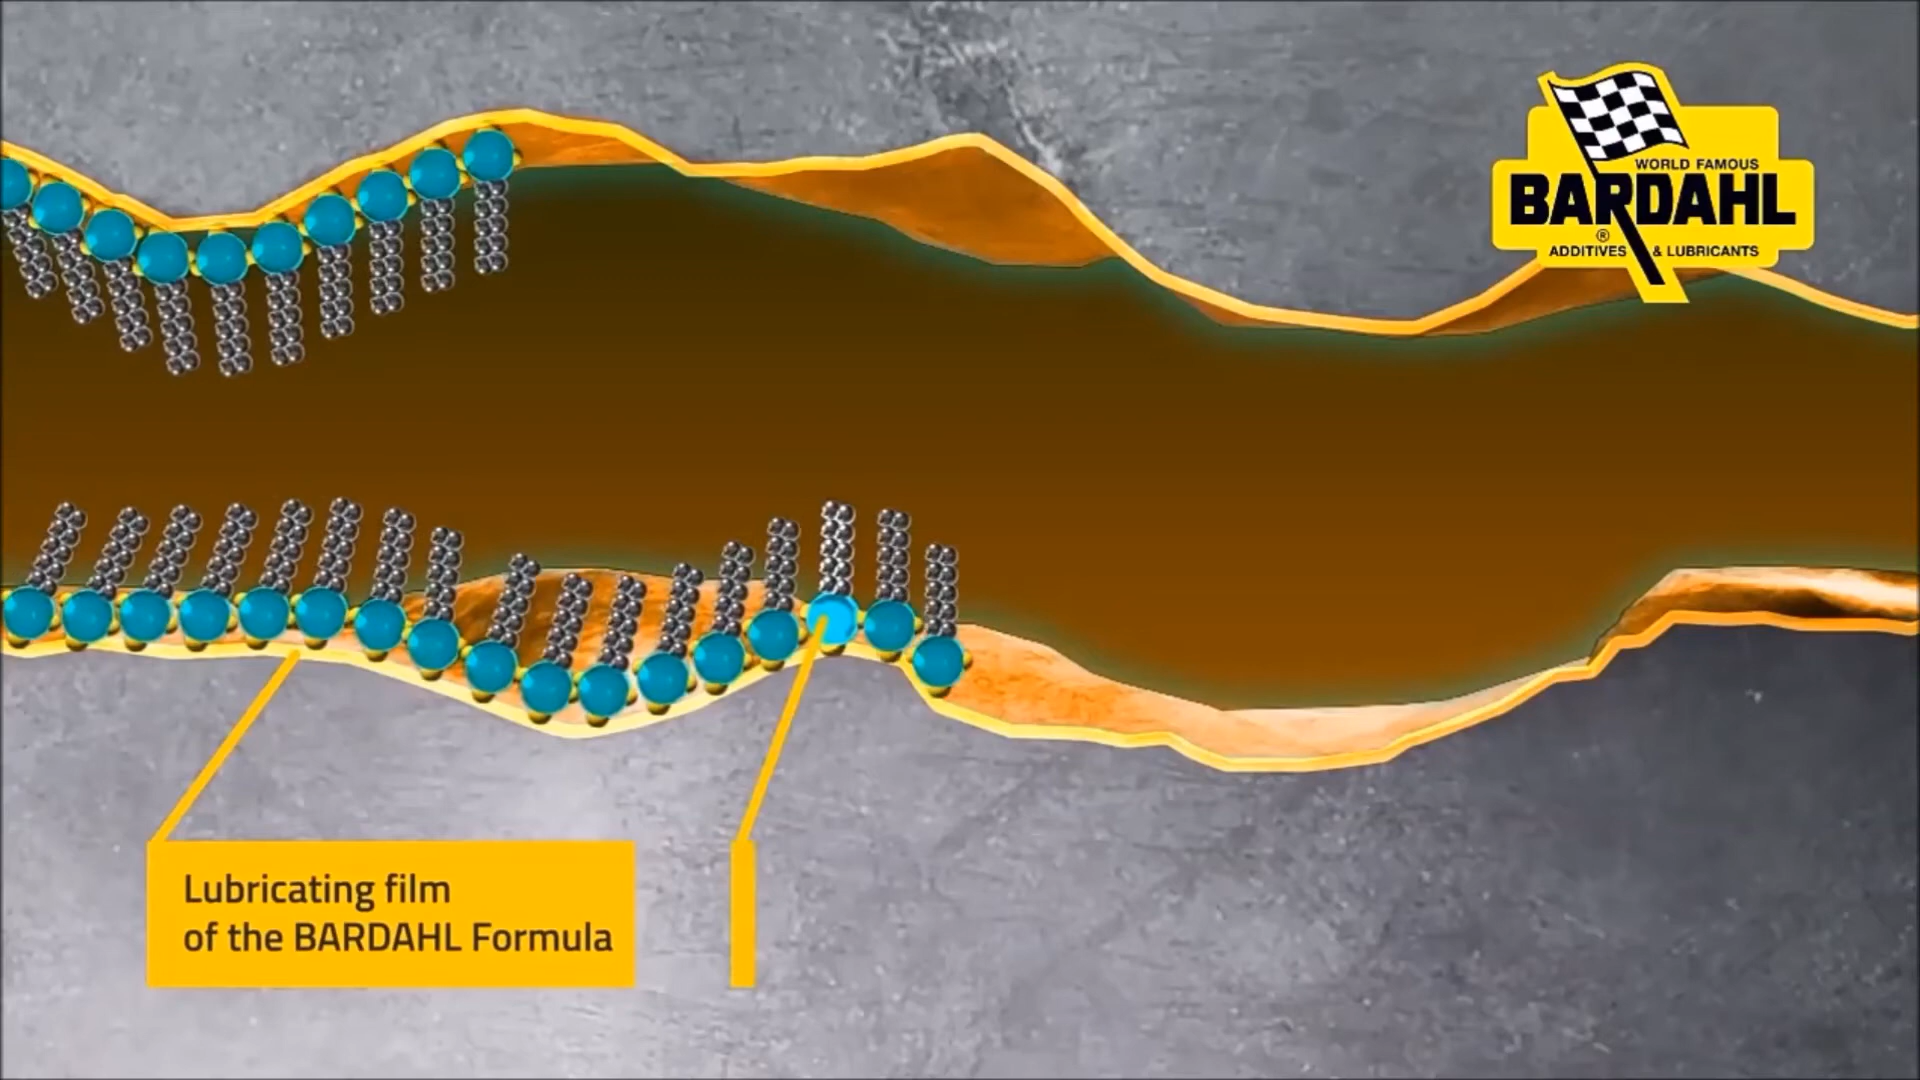 WORLD FAMOUS
BARDAHL
®
ADDITIVES & LUBRICANTS
Lubricating film
of the BARDAHL Formula